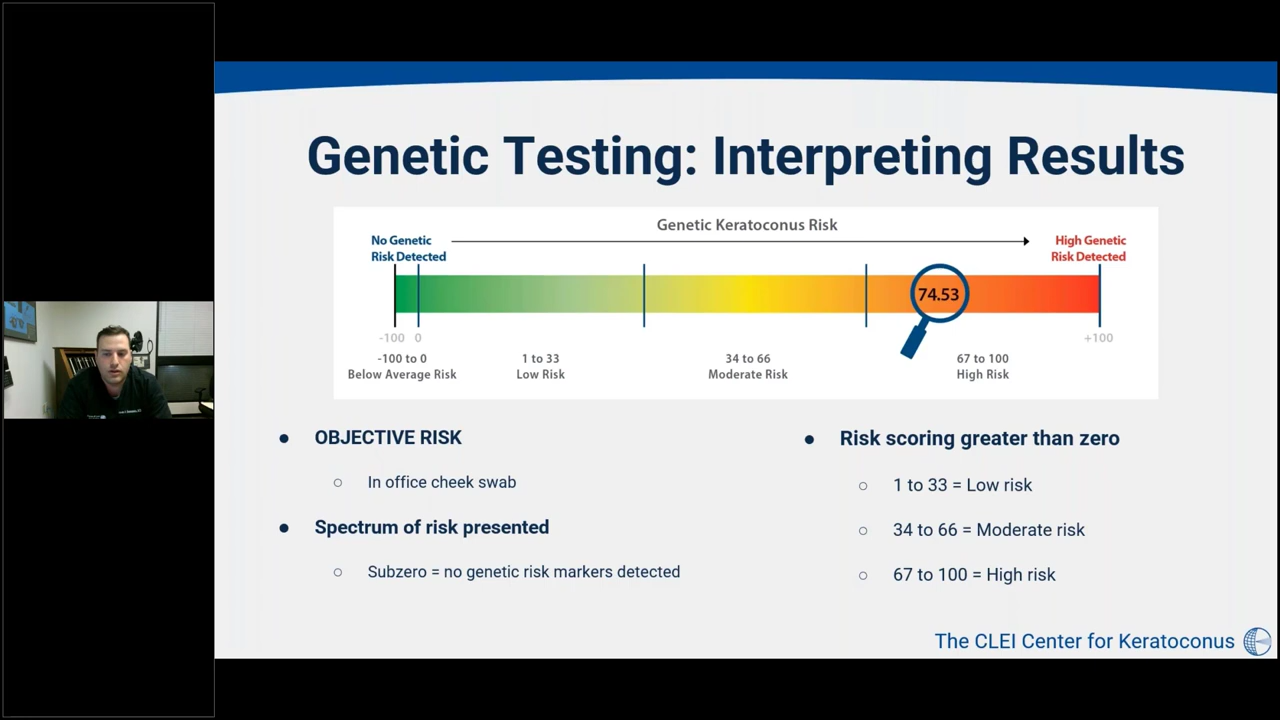 Genetic Testing: Interpreting Results
Genetic Keratoconus Risk
No Genetic
Risk Detected
High Genetic
Risk Detected
74.53
-100 0
+100
-100 to 0
Below Average Risk
1 to 33
Low Risk
34 to 66
Moderate Risk
67 to 100
High Risk
● OBJECTIVE RISK
○ In office cheek swab
● Spectrum of risk presented
○ Subzero = no genetic risk markers detected
● Risk scoring greater than zero
○ 1 to 33 = Low risk
○ 34 to 66 = Moderate risk
○ 67 to 100 = High risk
The CLEI Center for Keratoconus